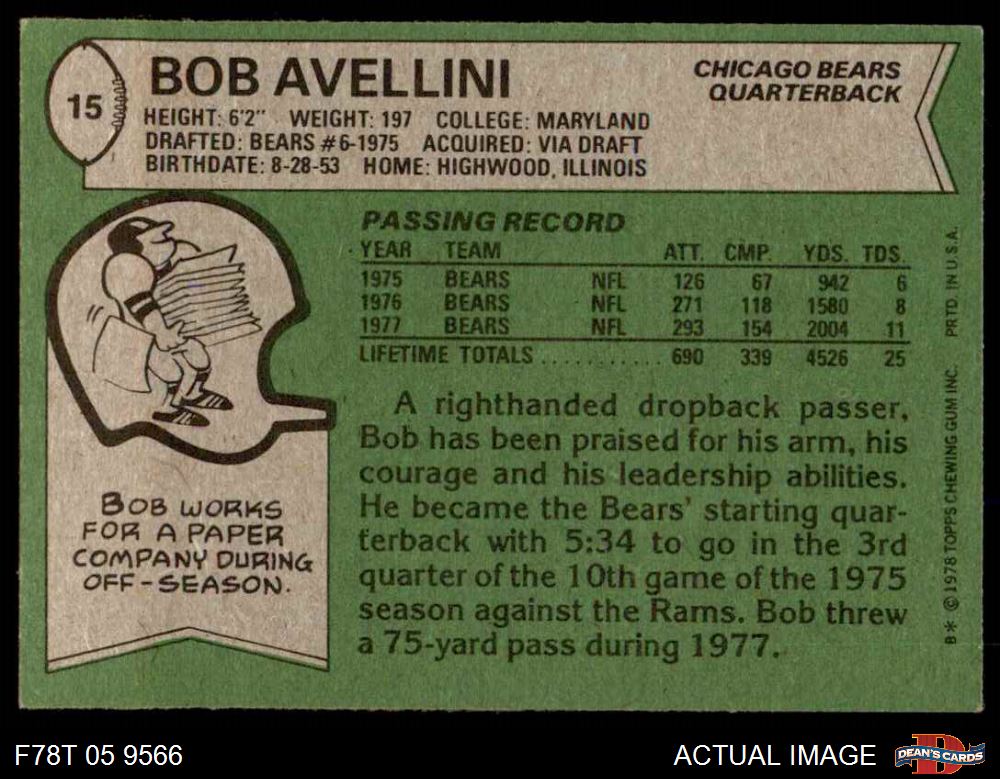 15
BOB AVELLINI
CHICAGO BEARS
QUARTERBACK
HEIGHT: 6'2" WEIGHT: 197 COLLEGE: MARYLAND
DRAFTED: BEARS #6-1975 ACQUIRED: VIA DRAFT
BIRTHDATE: 8-28-53 HOME: HIGHWOOD, ILLINOIS
PASSING RECORD
YEAR TEAM ATT. CMP. YDS. TDS.
1975 BEARS NFL 126 67 942 6
1976 BEARS NFL 271 118 1580 8
1977 BEARS NFL 293 154 2004 11
LIFETIME TOTALS .......... 690 339 4526 25
A righthanded dropback passer,
Bob has been praised for his arm, his
courage and his leadership abilities.
He became the Bears' starting quar-
terback with 5:34 to go in the 3rd
quarter of the 10th game of the 1975
season against the Rams. Bob threw
a 75-yard pass during 1977.
BOB WORKS
FOR A PAPER
COMPANY DURING
OFF-SEASON.
B* © 1978 TOPPS CHEWING GUM INC. PRTD. IN U.S.A.
F78T 05 9566
ACTUAL IMAGE
DEAN'S CARDS